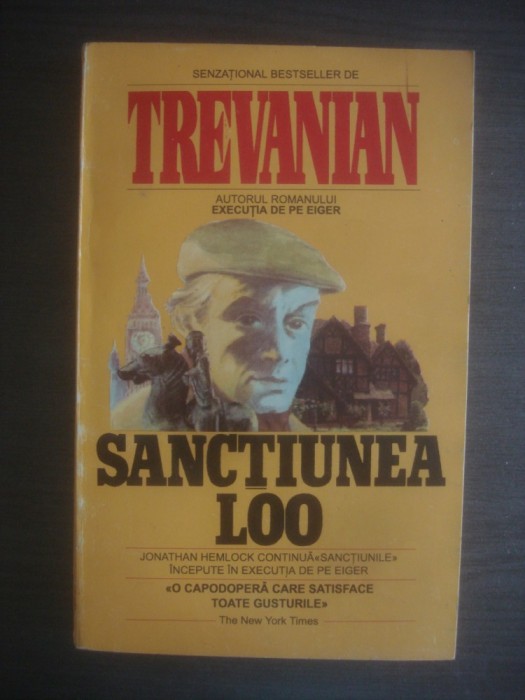 SENZAȚIONAL BESTSELLER DE
TREVANIAN
AUTORUL ROMANULUI
EXECUȚIA DE PE EIGER
SANCȚIUNEA
LOO
JONATHAN HEMLOCK CONTINUĂ«SANCȚIUNILE»
ÎNCEPUTE ÎN EXECUȚIA DE PE EIGER
«O CAPODOPERĂ CARE SATISFACE
TOATE GUSTURILE»
The New York Times